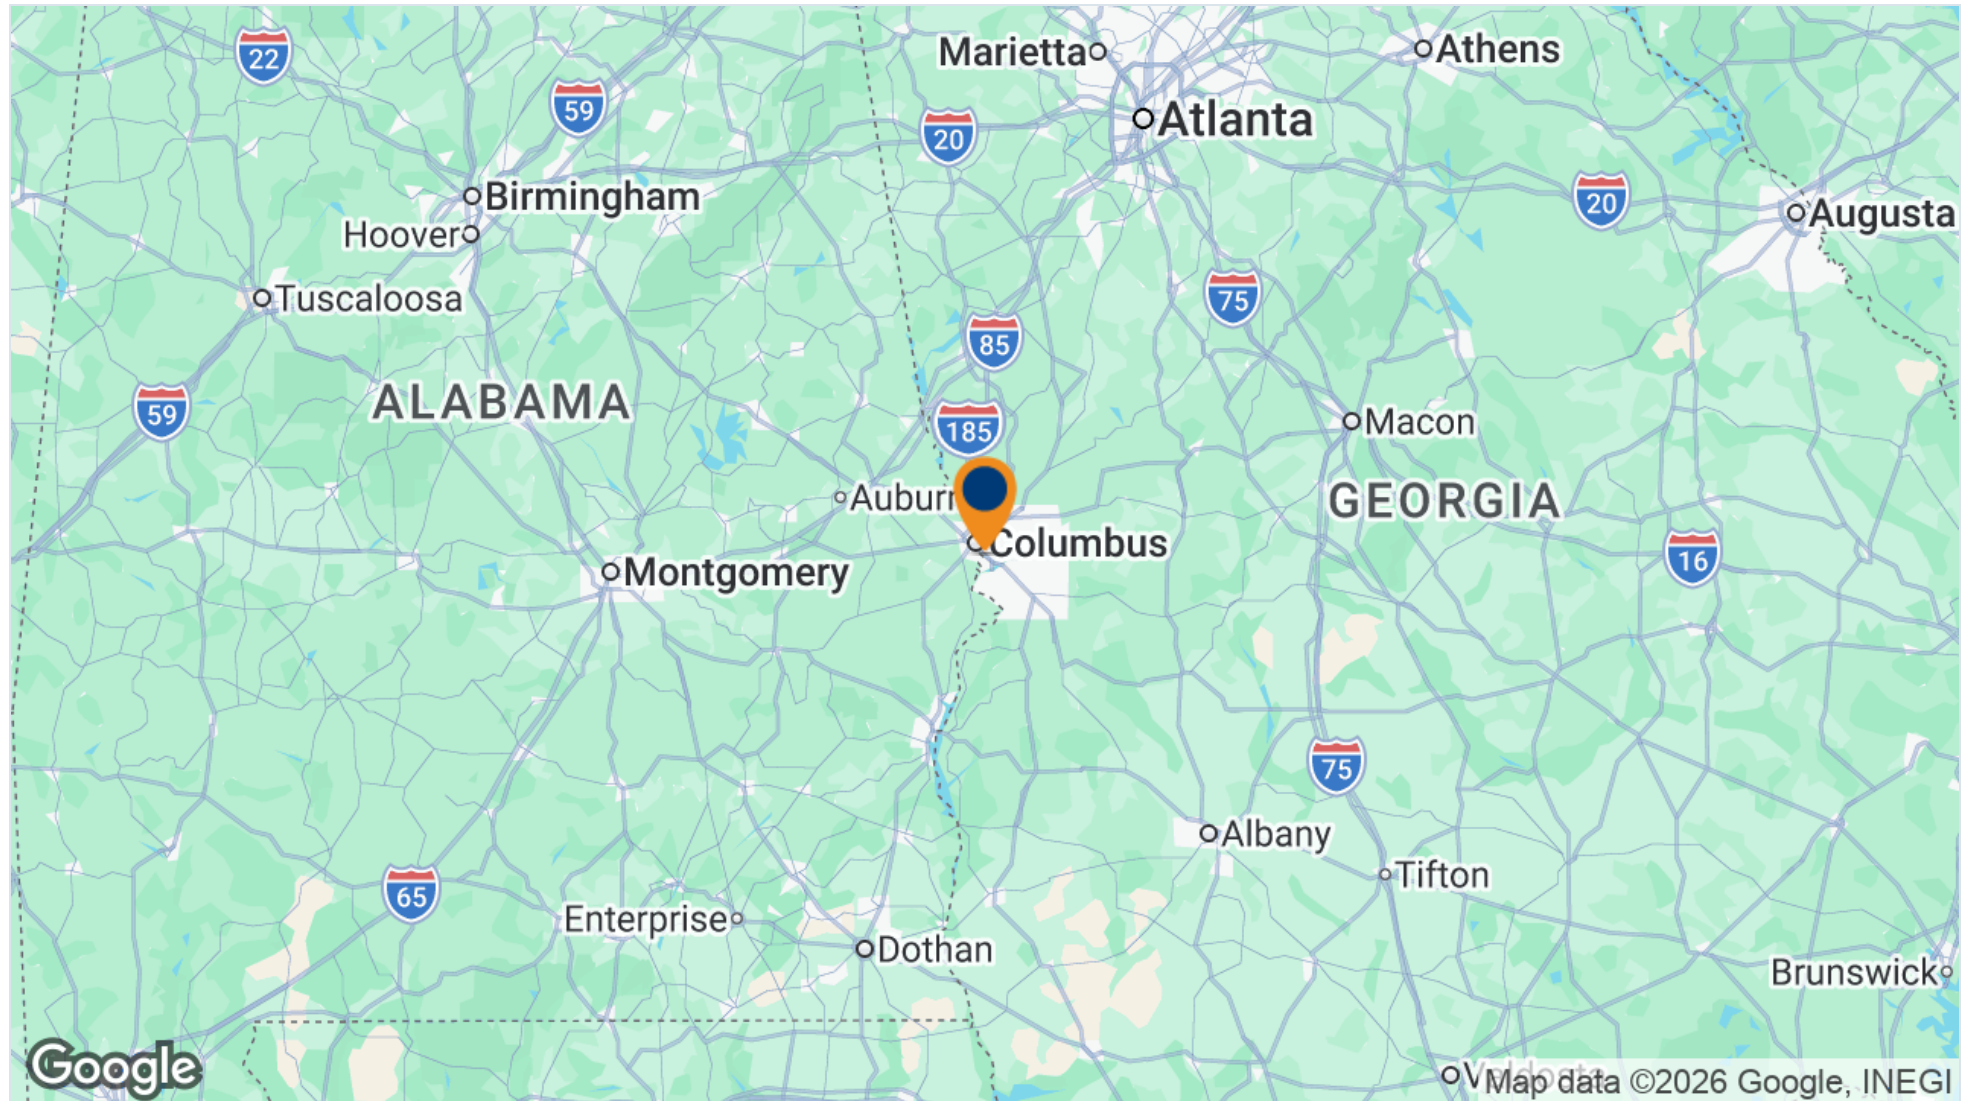 22
59
Marietta
Athens
20
Atlanta
Birmingham
Hoover
20
Augusta
Tuscaloosa
75
85
59
ALABAMA
185
Macon
GEORGIA
Columbus
16
Montgomery
75
Albany
65
Tifton
Enterprise
Dothan
Brunswick
Google
Map data ©2026 Google, INEGI